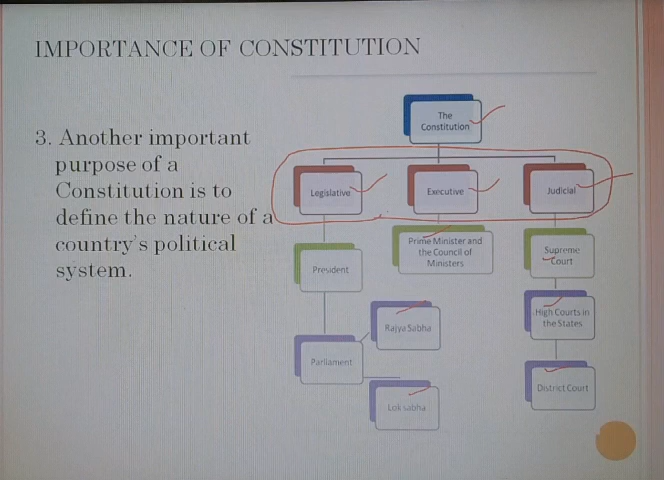 IMPORTANCE OF CONSTITUTION
3. Another important
purpose of a
Constitution is to
define the nature of a
country's political
system.
The
Constitution
Legislative
Executive
Judicial
President
Prime Minister and
the Council of
Ministers
Supreme
Court
Parliament
Rajya Sabha
Lok sabha
High Courts in
the States
District Court